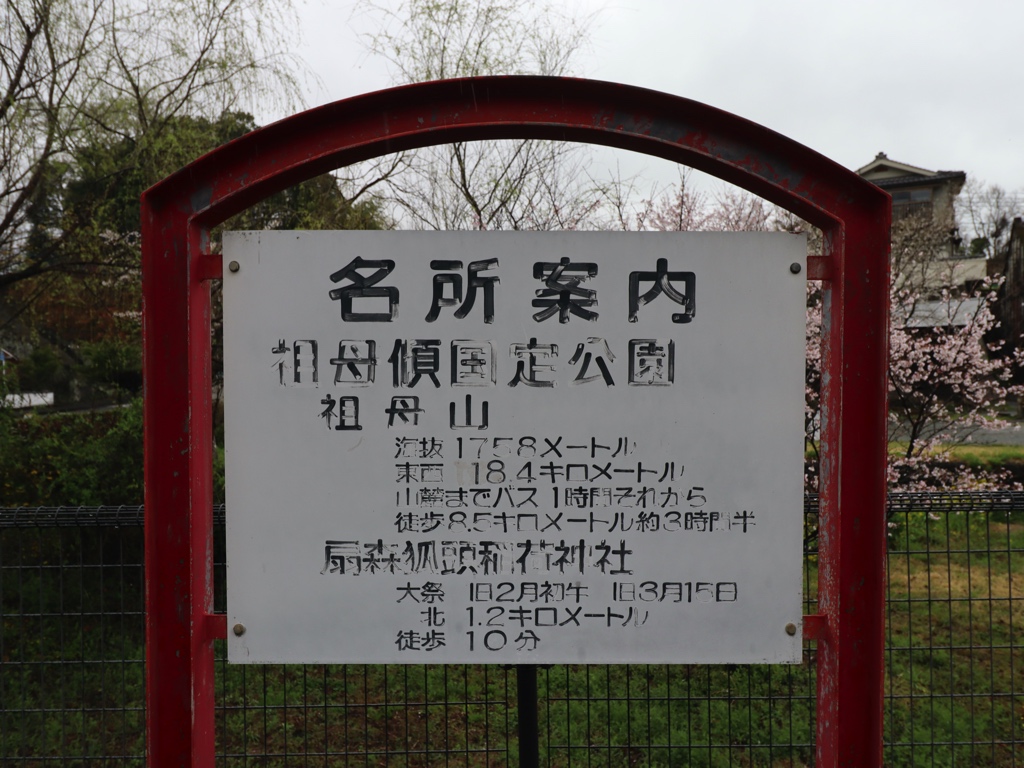 名所案内
祖母傾国定公園
祖母山
海抜 1758メートル
東西 18.4キロメートル
山麓までバス1時間それから
徒歩8.5キロメートル約3時間半
扇森狐頭稲荷神社
大祭 旧2月初午 旧3月15日
北 1.2キロメートル
徒歩 10分